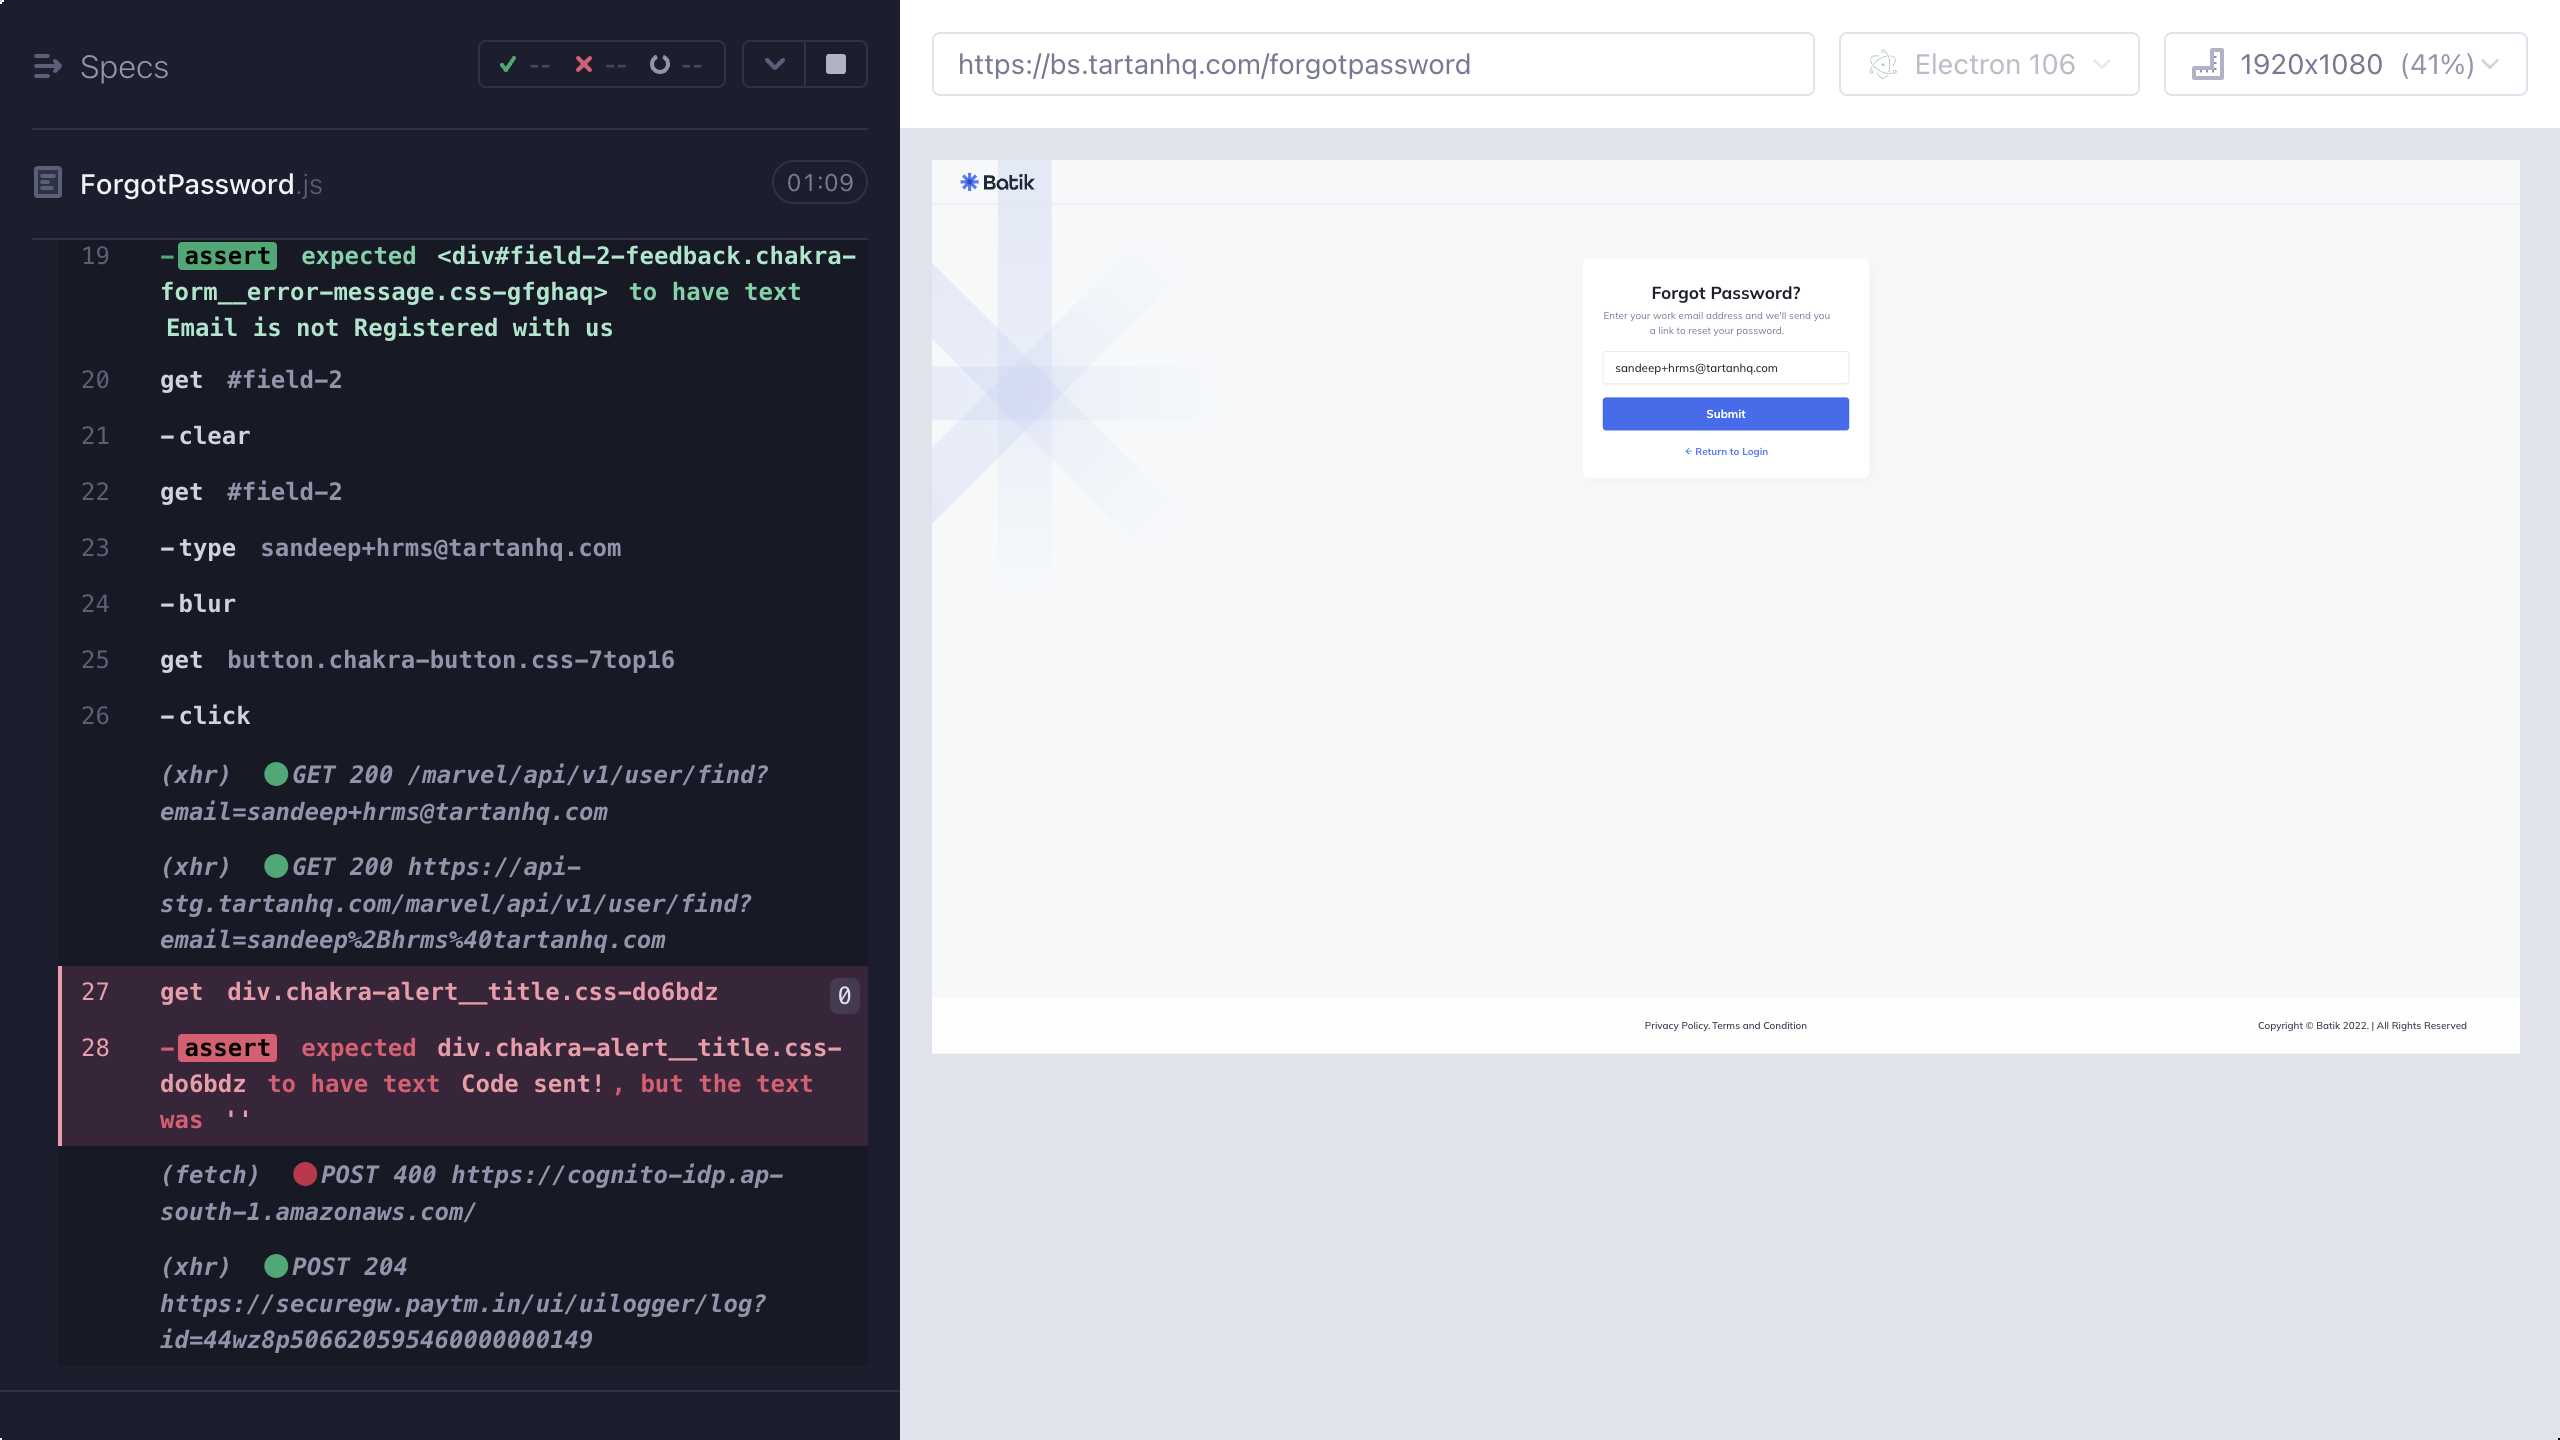 Specs
-- -- --
ForgotPassword.js
01:09
19 -assert expected <div#field-2-feedback.chakra-
form__error-message.css-gfghaq> to have text
Email is not Registered with us
20 get #field-2
21 -clear
22 get #field-2
23 -type sandeep+hrms@tartanhq.com
24 -blur
25 get button.chakra-button.css-7top16
26 -click
(xhr) GET 200 /marvel/api/v1/user/find?
email=sandeep+hrms@tartanhq.com
(xhr) GET 200 https://api-
stg.tartanhq.com/marvel/api/v1/user/find?
email=sandeep%2Bhrms%40tartanhq.com
27 get div.chakra-alert__title.css-do6bdz 0
28 -assert expected div.chakra-alert__title.css-
do6bdz to have text Code sent!, but the text
was ''
(fetch) POST 400 https://cognito-idp.ap-
south-1.amazonaws.com/
(xhr) POST 204
https://securegw.paytm.in/ui/uilogger/log?
id=44wz8p506620595460000000149
https://bs.tartanhq.com/forgotpassword
Electron 106
1920x1080 (41%)
Batik
Forgot Password?
Enter your work email address and we'll send you
a link to reset your password.
sandeep+hrms@tartanhq.com
Submit
← Return to Login
Privacy Policy. Terms and Condition
Copyright © Batik 2022. | All Rights Reserved